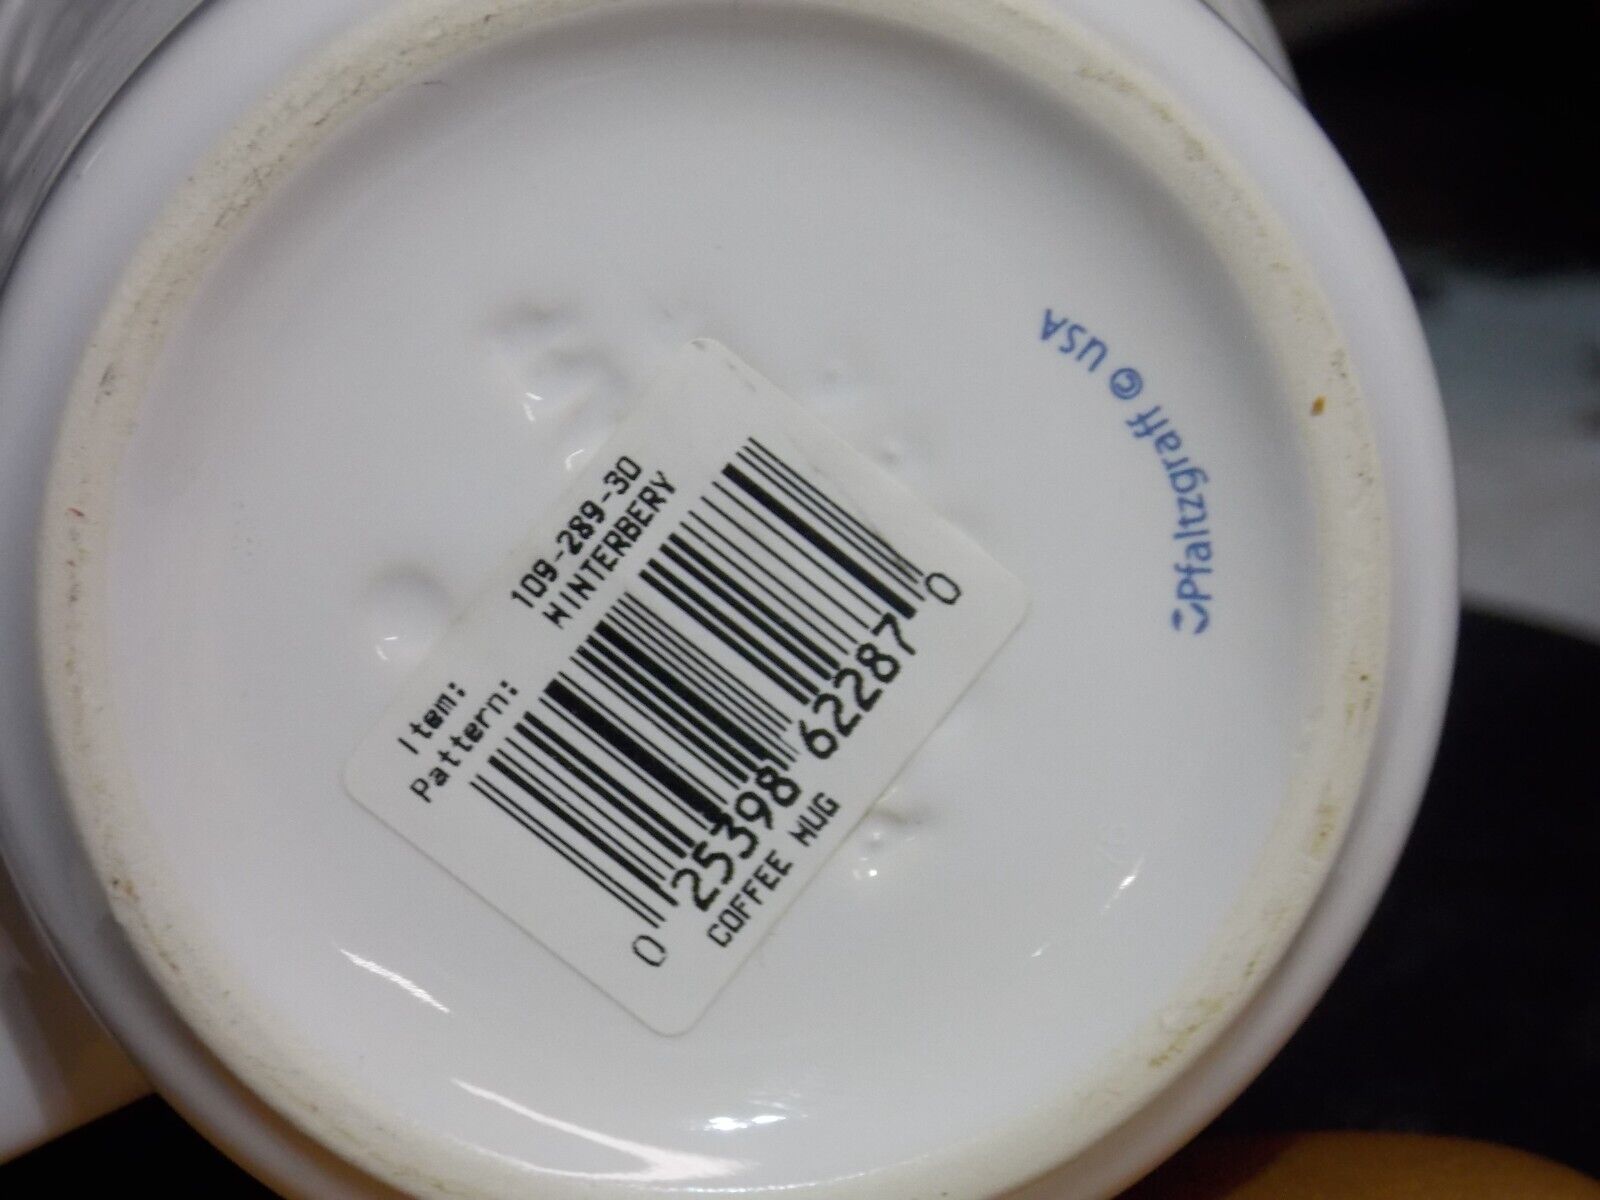 Item: 109-289-30
Pattern: WINTERBERY
0 25398 62287 0
COFFEE MUG
Pfaltzgraff © USA